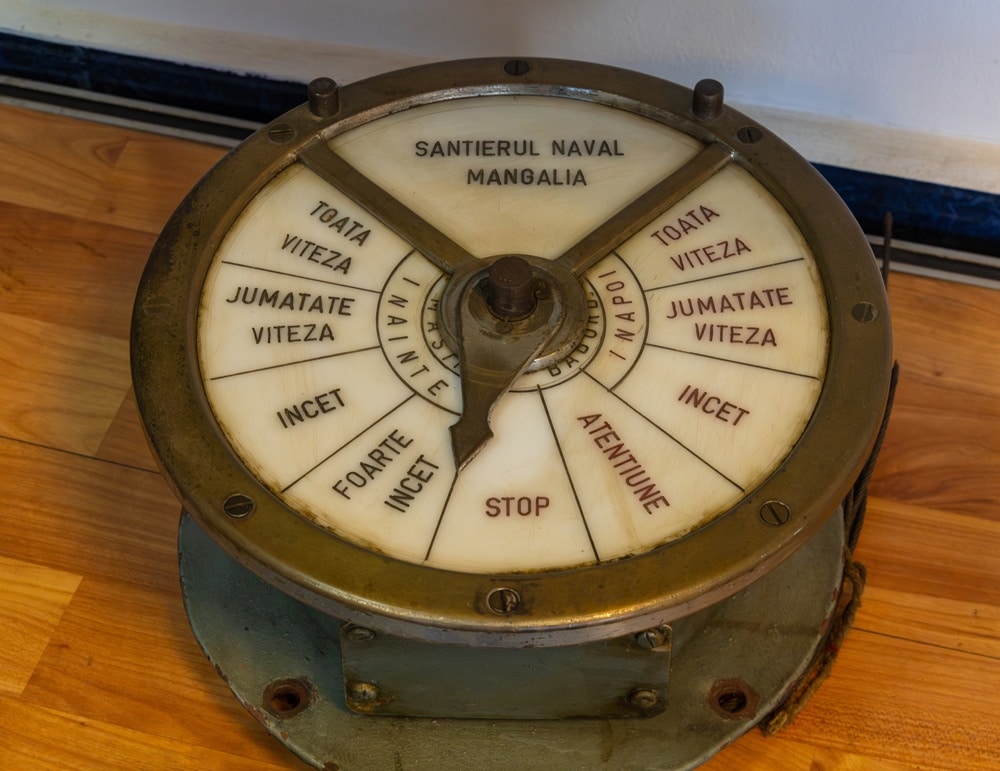 SANTIERUL NAVAL
MANGALIA
TOATA
VITEZA
JUMATATE
VITEZA
INCET
FOARTE
INCET
STOP
ATENTIUNE
INCET
JUMATATE
VITEZA
TOATA
VITEZA
INAINTE
INAPOI
BABORD